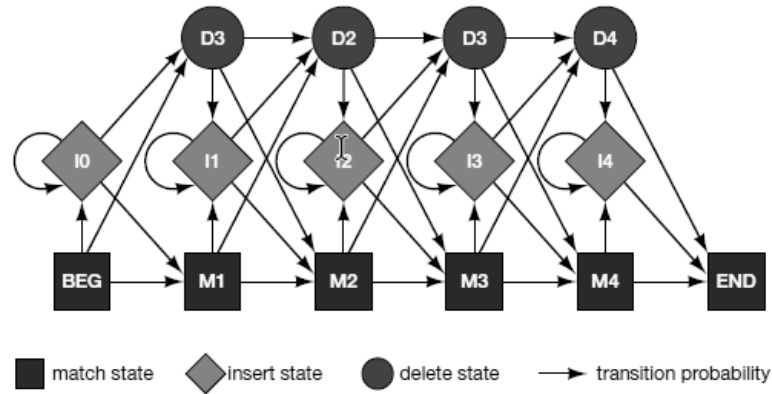 D3 D2 D3 D4
I0 I1 I2 I3 I4
BEG M1 M2 M3 M4 END
match state insert state delete state transition probability